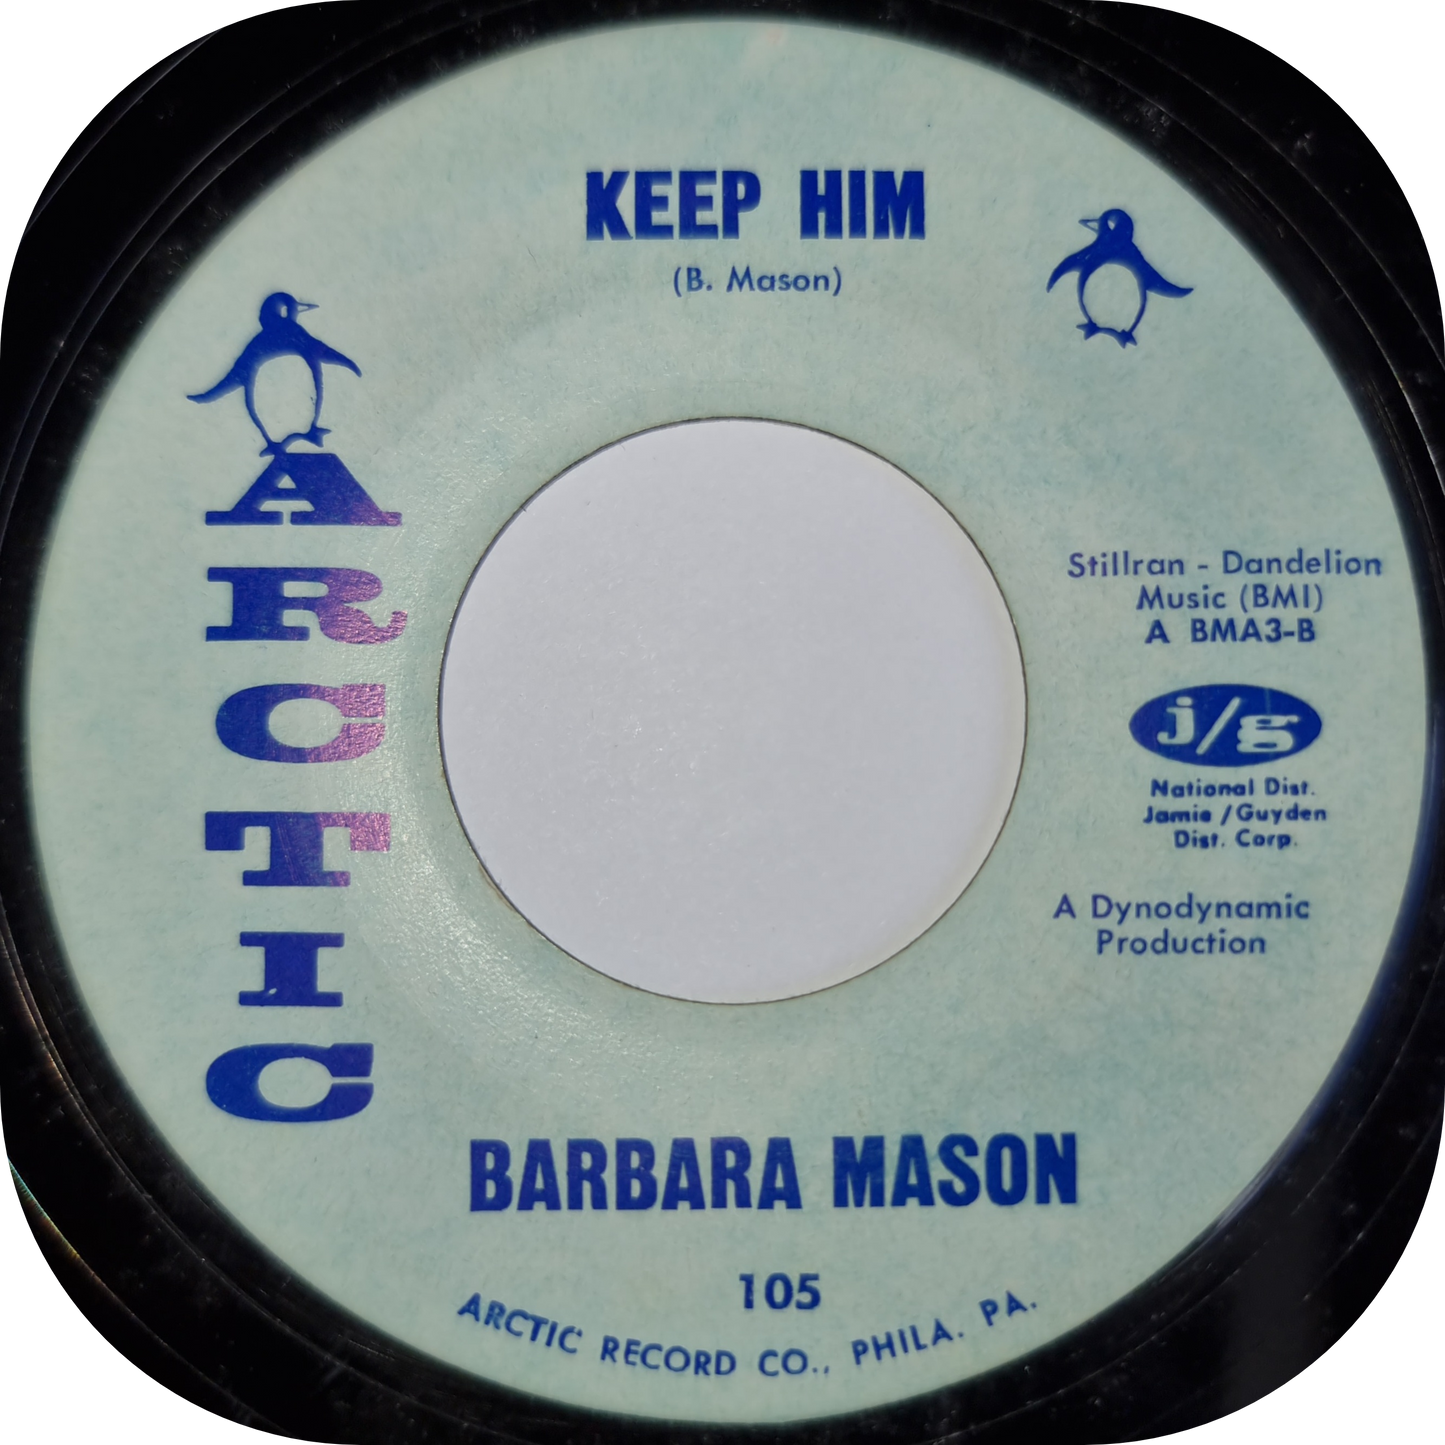 KEEP HIM
(B. Mason)
ARCTIC
Stillran - Dandelion
Music (BMI)
A BMA3-B
j/g
National Dist.
Jamie /Guyden
Dist. Corp.
A Dynodynamic
Production
BARBARA MASON
105
ARCTIC RECORD CO., PHILA. PA.